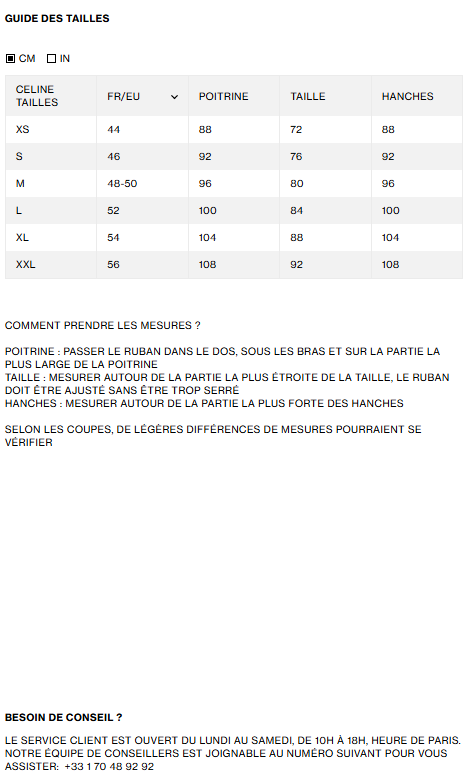 GUIDE DES TAILLES
CM IN
CELINE TAILLES FR/EU POITRINE TAILLE HANCHES
XS 44 88 72 88
S 46 92 76 92
M 48-50 96 80 96
L 52 100 84 100
XL 54 104 88 104
XXL 56 108 92 108
COMMENT PRENDRE LES MESURES ?
POITRINE : PASSER LE RUBAN DANS LE DOS, SOUS LES BRAS ET SUR LA PARTIE LA
PLUS LARGE DE LA POITRINE
TAILLE : MESURER AUTOUR DE LA PARTIE LA PLUS ÉTROITE DE LA TAILLE, LE RUBAN
DOIT ÊTRE AJUSTÉ SANS ÊTRE TROP SERRÉ
HANCHES : MESURER AUTOUR DE LA PARTIE LA PLUS FORTE DES HANCHES
SELON LES COUPES, DE LÉGÈRES DIFFÉRENCES DE MESURES POURRAIENT SE
VÉRIFIER
BESOIN DE CONSEIL ?
LE SERVICE CLIENT EST OUVERT DU LUNDI AU SAMEDI, DE 10H À 18H, HEURE DE PARIS.
NOTRE ÉQUIPE DE CONSEILLERS EST JOIGNABLE AU NUMÉRO SUIVANT POUR VOUS
ASSISTER: +33 1 70 48 92 92